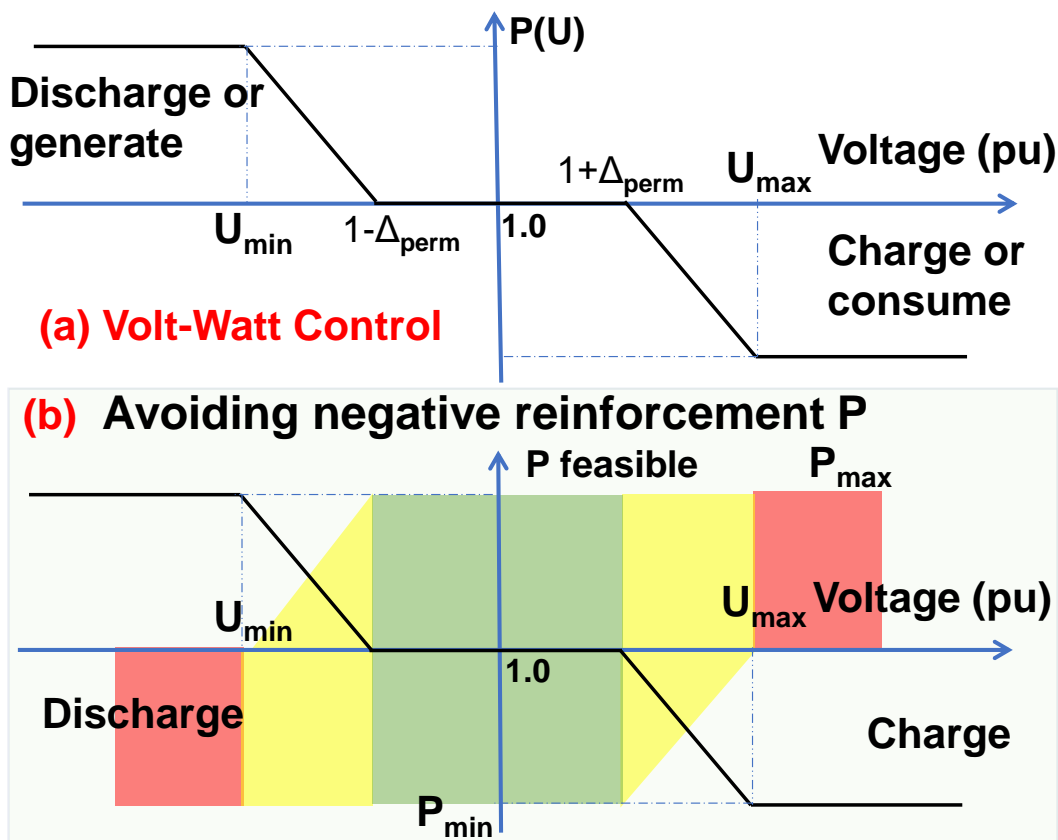 P(U)
Discharge or
generate
Voltage (pu)
1+Δperm
Umax
Umin
1-Δperm
1.0
Charge or
consume
(a) Volt-Watt Control
(b) Avoiding negative reinforcement P
P feasible
Pmax
Umin
Umax Voltage (pu)
1.0
Discharge
Charge
Pmin